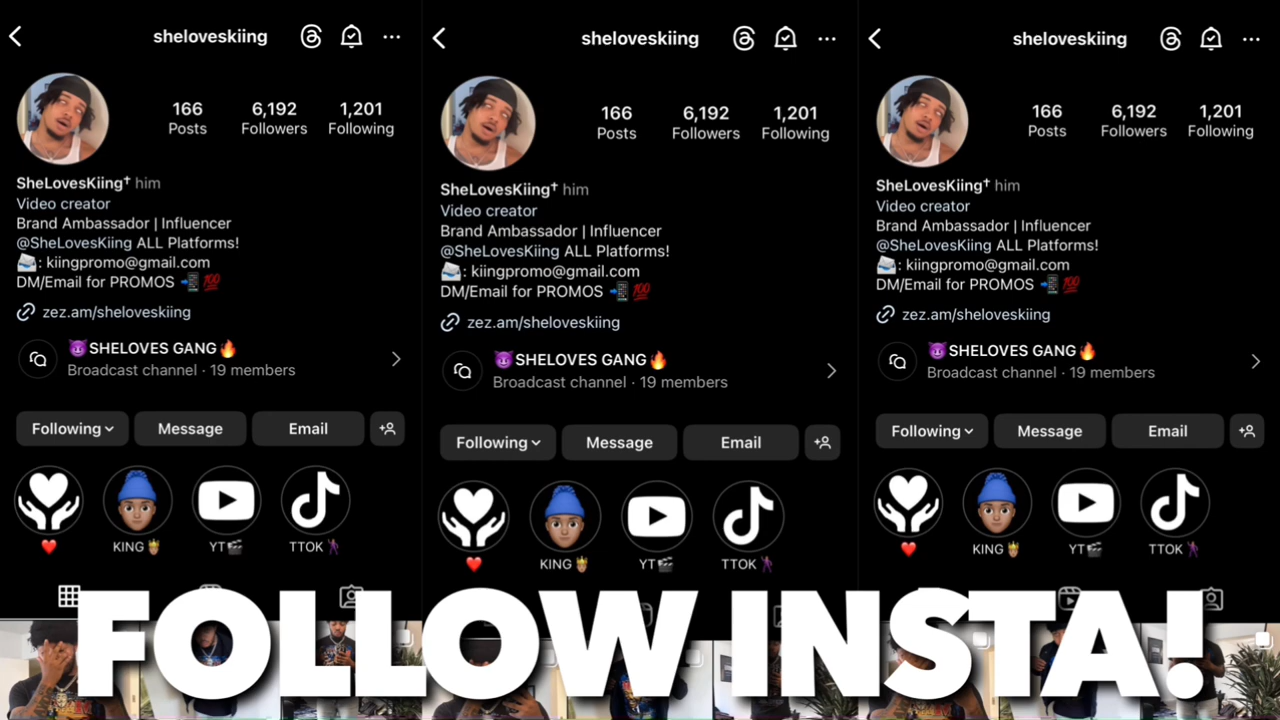 sheloveskiing
166 6,192 1,201
Posts Followers Following
SheLovesKiing† him
Video creator
Brand Ambassador | Influencer
@SheLovesKiing ALL Platforms!
📨: kiingpromo@gmail.com
DM/Email for PROMOS 📲💯
zez.am/sheloveskiing
😈SHELOVES GANG🔥
Broadcast channel · 19 members
Following Message Email
❤️ KING🤴 YT🎬 TTOK🕺
sheloveskiing
166 6,192 1,201
Posts Followers Following
SheLovesKiing† him
Video creator
Brand Ambassador | Influencer
@SheLovesKiing ALL Platforms!
📨: kiingpromo@gmail.com
DM/Email for PROMOS 📲💯
zez.am/sheloveskiing
😈SHELOVES GANG🔥
Broadcast channel · 19 members
Following Message Email
❤️ KING🤴 YT🎬 TTOK🕺
sheloveskiing
166 6,192 1,201
Posts Followers Following
SheLovesKiing† him
Video creator
Brand Ambassador | Influencer
@SheLovesKiing ALL Platforms!
📨: kiingpromo@gmail.com
DM/Email for PROMOS 📲💯
zez.am/sheloveskiing
😈SHELOVES GANG🔥
Broadcast channel · 19 members
Following Message Email
❤️ KING🤴 YT🎬 TTOK🕺
FOLLOW INSTA!